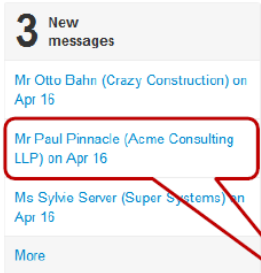 3 New
messages
Mr Otto Bahn (Crazy Construction) on
Apr 16
Mr Paul Pinnacle (Acme Consulting
LLP) on Apr 16
Ms Sylvie Server (Super Systems) on
Apr 16
More